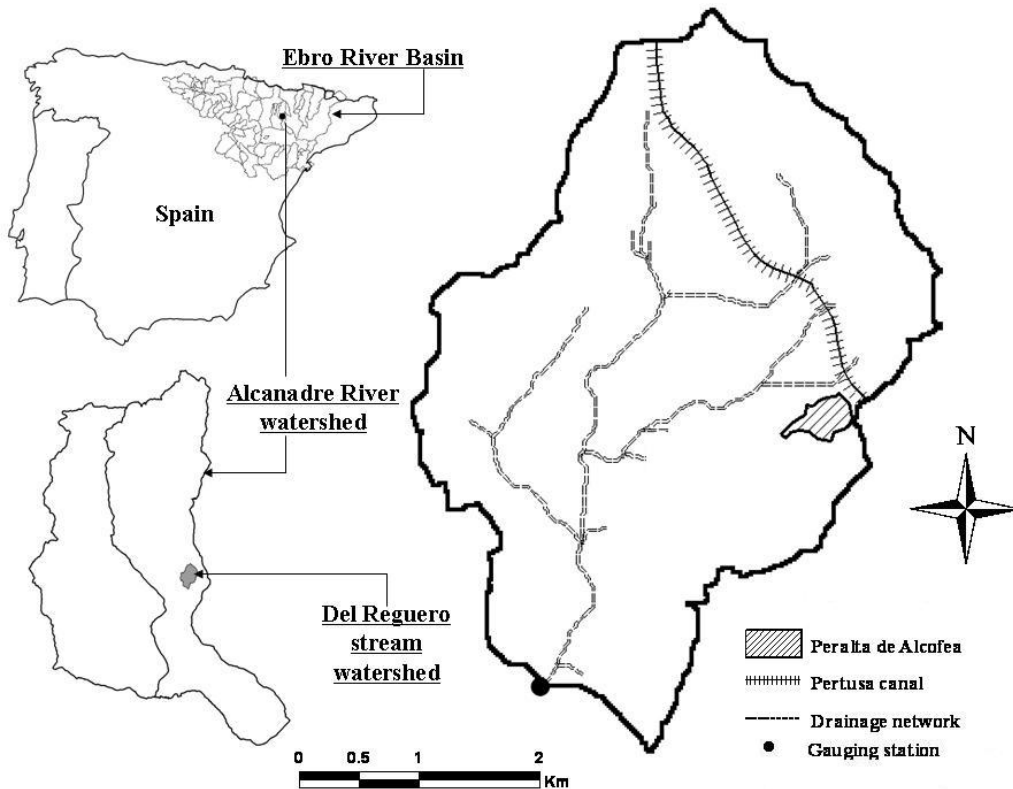 Ebro River Basin
Spain
Alcanadre River
watershed
Del Reguero
stream
watershed
N
Peralta de Alcofea
Pertusa canal
Drainage network
Gauging station
0 0.5 1 2
Km